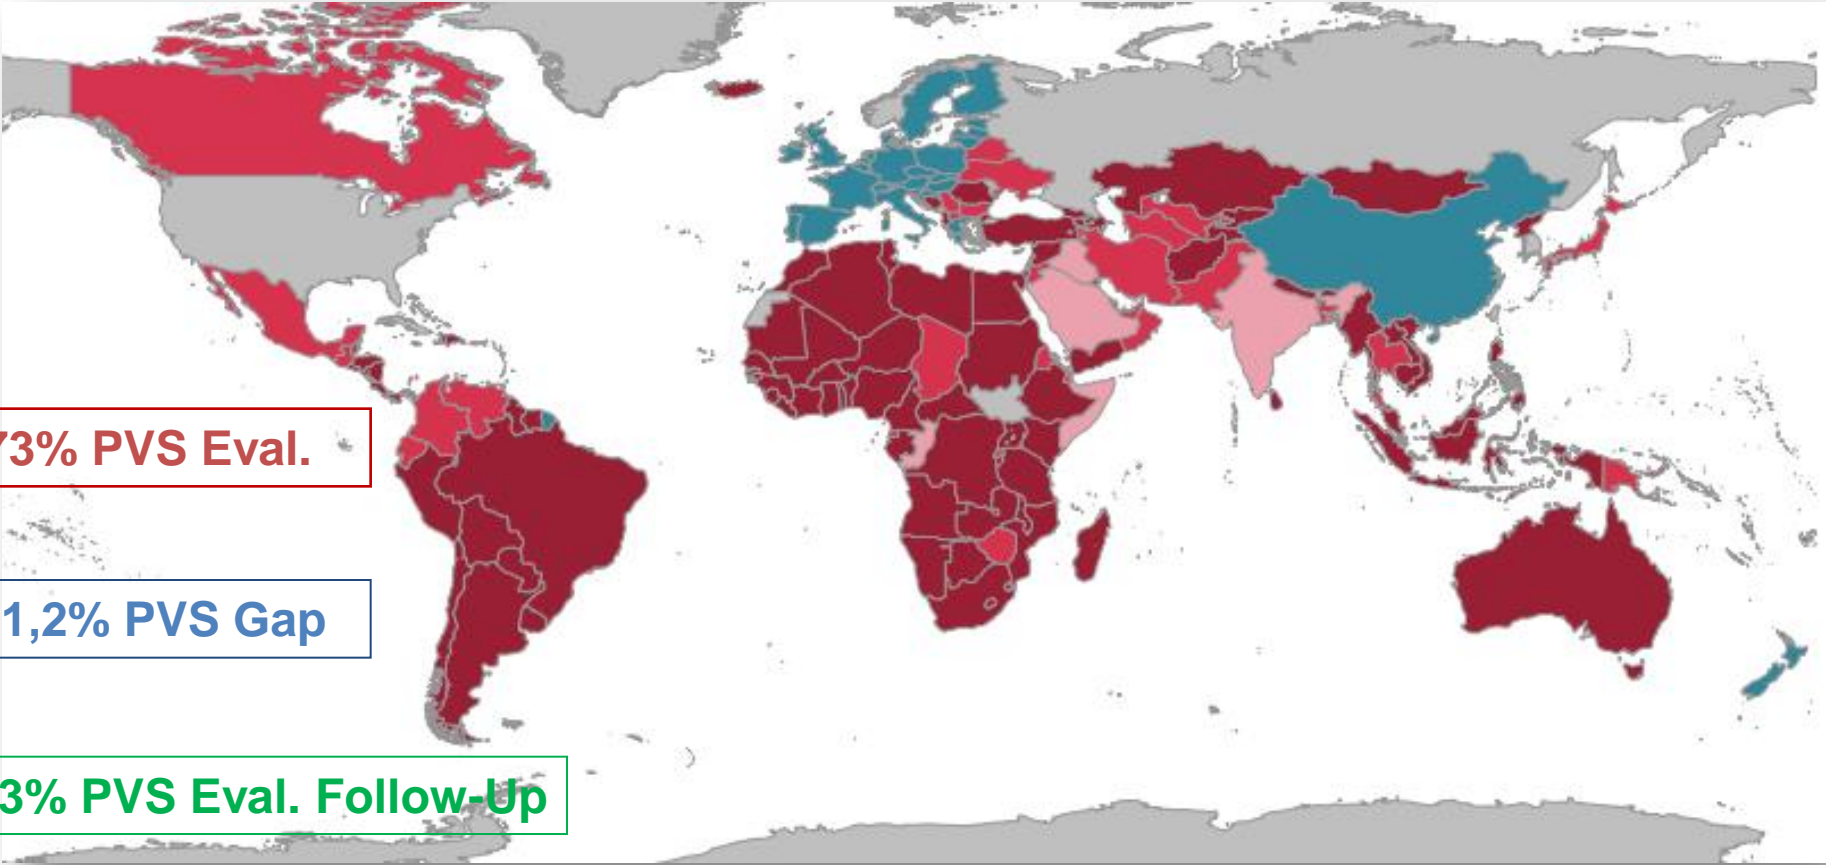 73% PVS Eval.
1,2% PVS Gap
3% PVS Eval. Follow-Up